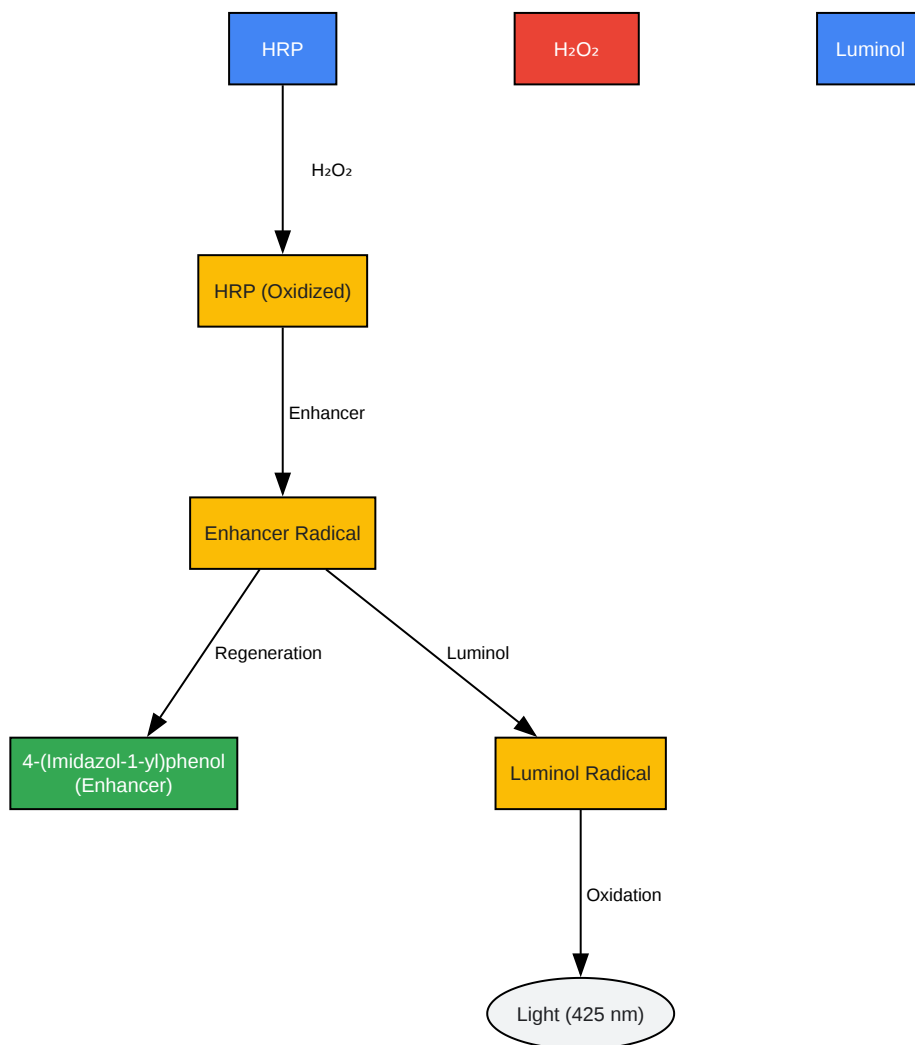 HRP
H₂O₂
Luminol
H₂O₂
HRP (Oxidized)
Enhancer
Enhancer Radical
Regeneration
Luminol
4-(Imidazol-1-yl)phenol
(Enhancer)
Luminol Radical
Oxidation
Light (425 nm)